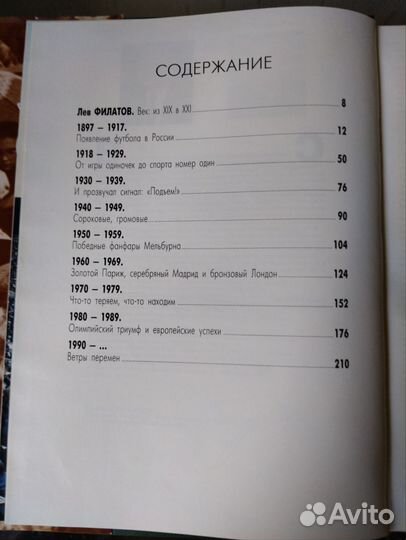 СОДЕРЖАНИЕ
Лев ФИЛАТОВ. Век: из XIX в XXI 8
1897 – 1917.
Появление футбола в России 12
1918 – 1929.
От игры одиночек до спорта номер один 50
1930 – 1939.
И прозвучал сигнал: «Подъем!» 76
1940 – 1949.
Сороковые, громовые 90
1950 – 1959.
Победные фанфары Мельбурна 104
1960 – 1969.
Золотой Париж, серебряный Мадрид и бронзовый Лондон 124
1970 – 1979.
Что-то теряем, что-то находим 152
1980 – 1989.
Олимпийский триумф и европейские успехи 176
1990 – ...
Ветры перемен 210
Avito